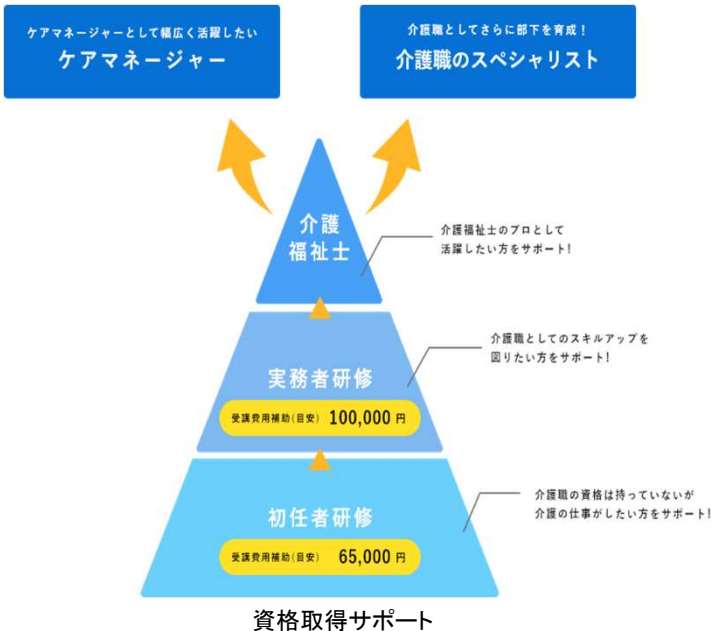 ケアマネージャーとして幅広く活躍したい
ケアマネージャー
介護職としてさらに部下を育成！
介護職のスペシャリスト
介護
福祉士
介護福祉士のプロとして
活躍したい方をサポート!
実務者研修
受講費用補助(目安) 100,000 円
介護職としてのスキルアップを
図りたい方をサポート!
初任者研修
受講費用補助(目安) 65,000 円
介護職の資格は持っていないが
介護の仕事がしたい方をサポート!
資格取得サポート